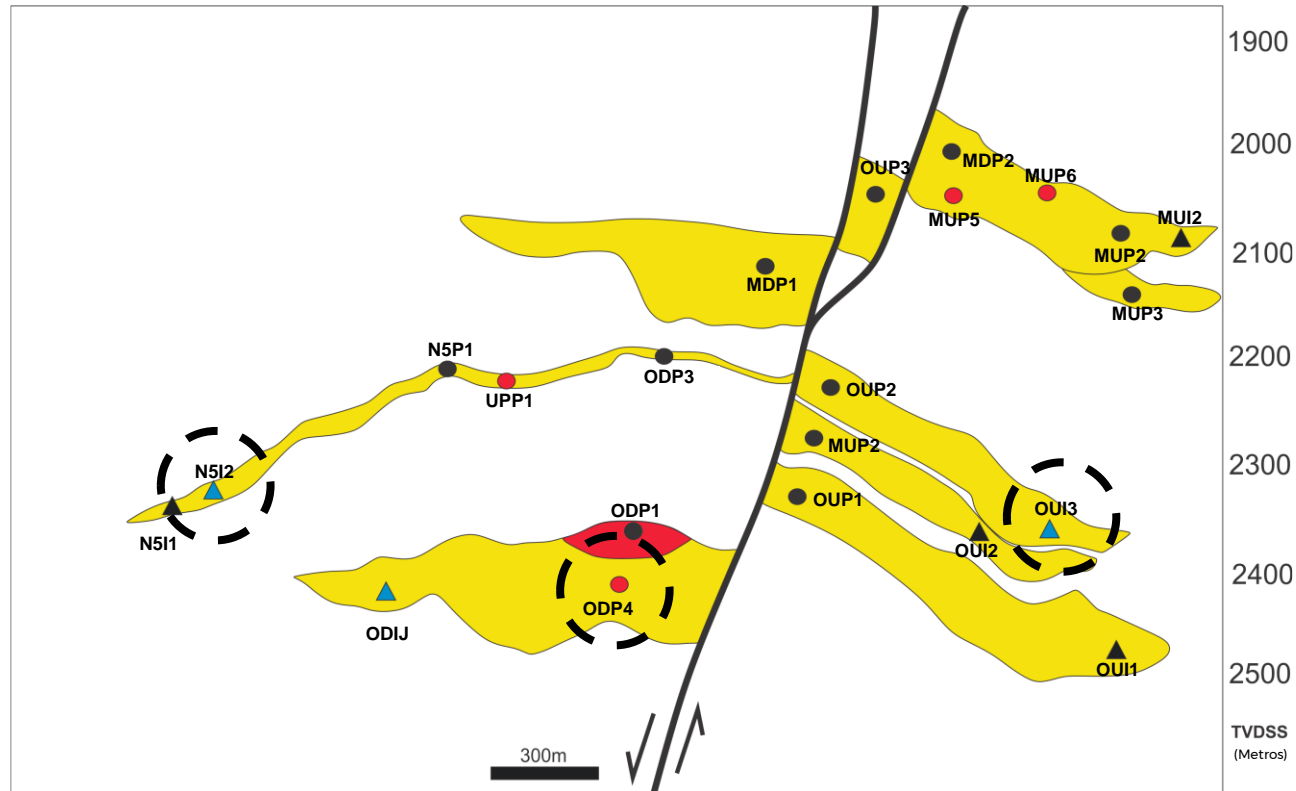 1900
2000
MDP2
OUP3
MUP6
MUP5
MUI2
MUP2
2100
MDP1
MUP3
N5P1
ODP3
2200
UPP1
OUP2
MUP2
N5I2
2300
OUP1
OUI3
ODP1
N5I1
OUI2
2400
ODP4
ODIJ
OUI1
2500
TVDSS
(Metros)
300m